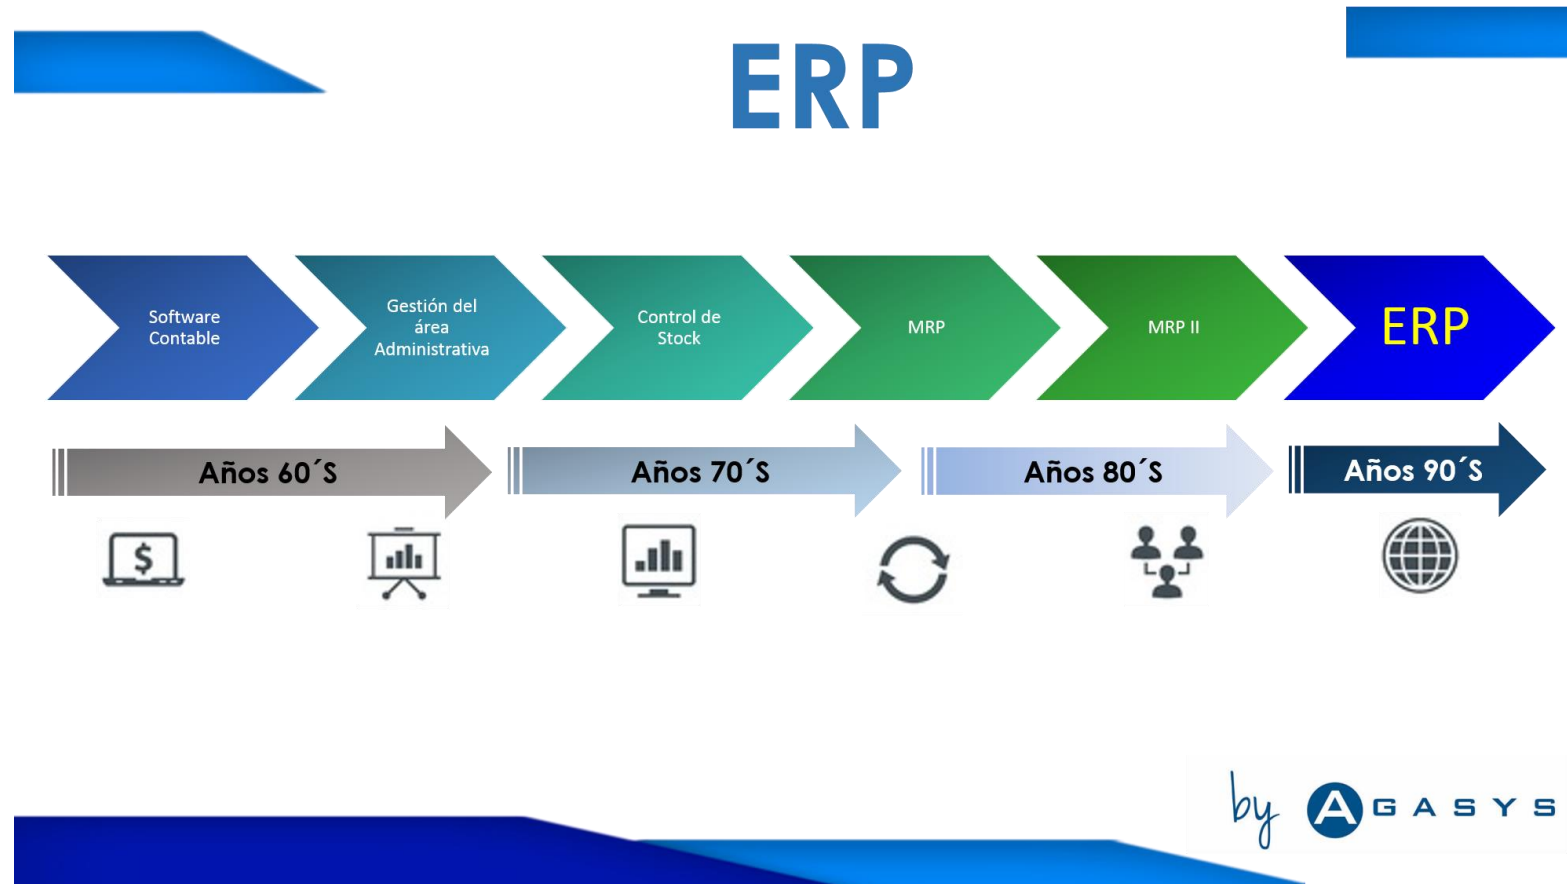 ERP
Software
Contable
Gestión del
área
Administrativa
Control de
Stock
MRP
MRP II
ERP
Años 60´S
Años 70´S
Años 80´S
Años 90´S
$
by AGASYS